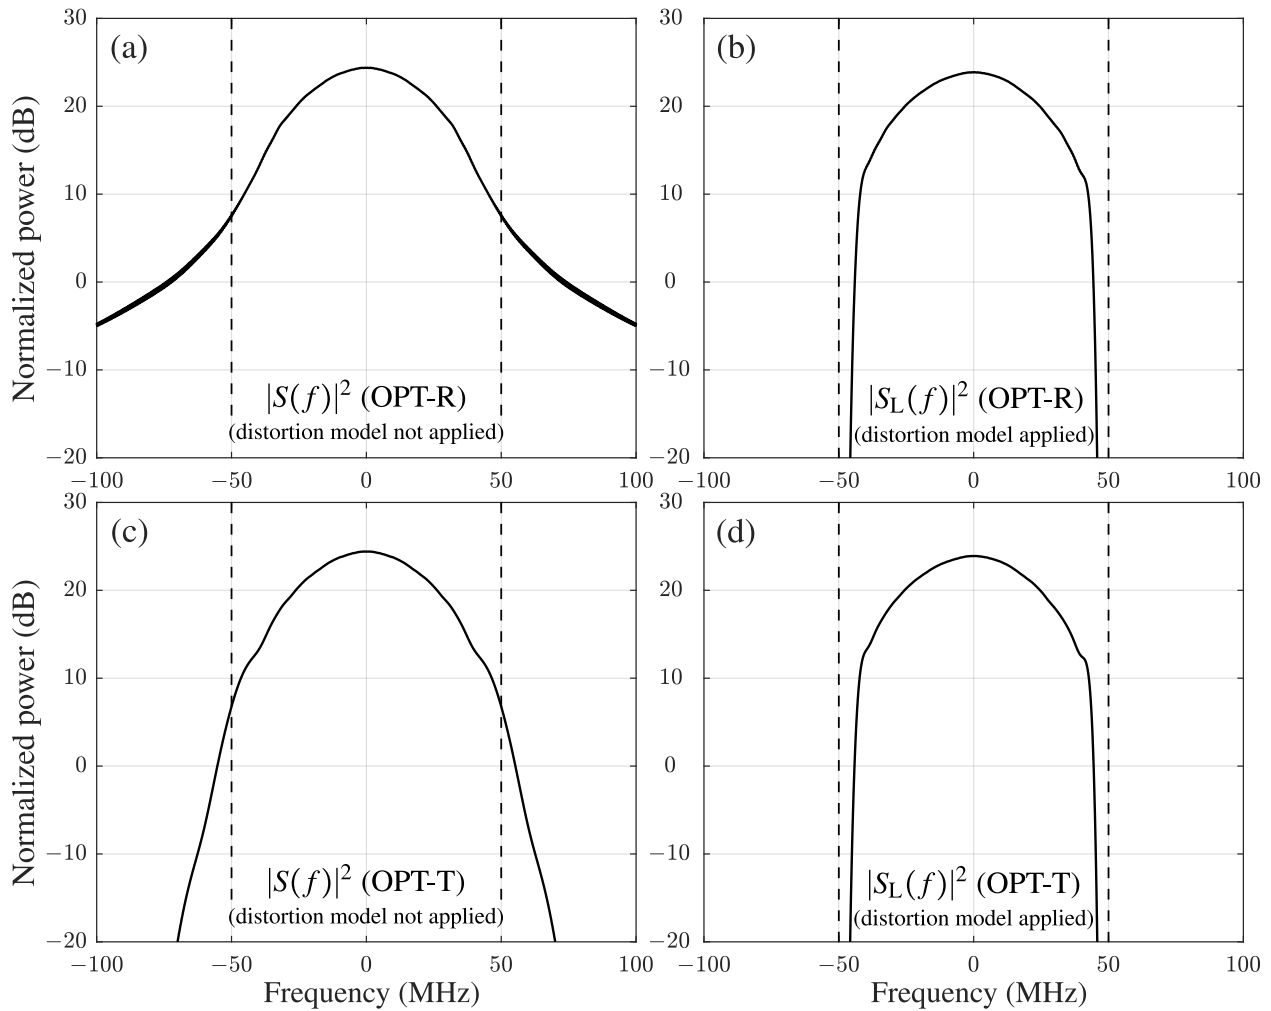 30
20
10
0
−10
−20
Normalized power (dB)
(a)
|S(f)|² (OPT-R)
(distortion model not applied)
−100 −50 0 50 100
30
20
10
0
−10
−20
(b)
|S_L(f)|² (OPT-R)
(distortion model applied)
−100 −50 0 50 100
30
20
10
0
−10
−20
Normalized power (dB)
(c)
|S(f)|² (OPT-T)
(distortion model not applied)
−100 −50 0 50 100
Frequency (MHz)
30
20
10
0
−10
−20
(d)
|S_L(f)|² (OPT-T)
(distortion model applied)
−100 −50 0 50 100
Frequency (MHz)